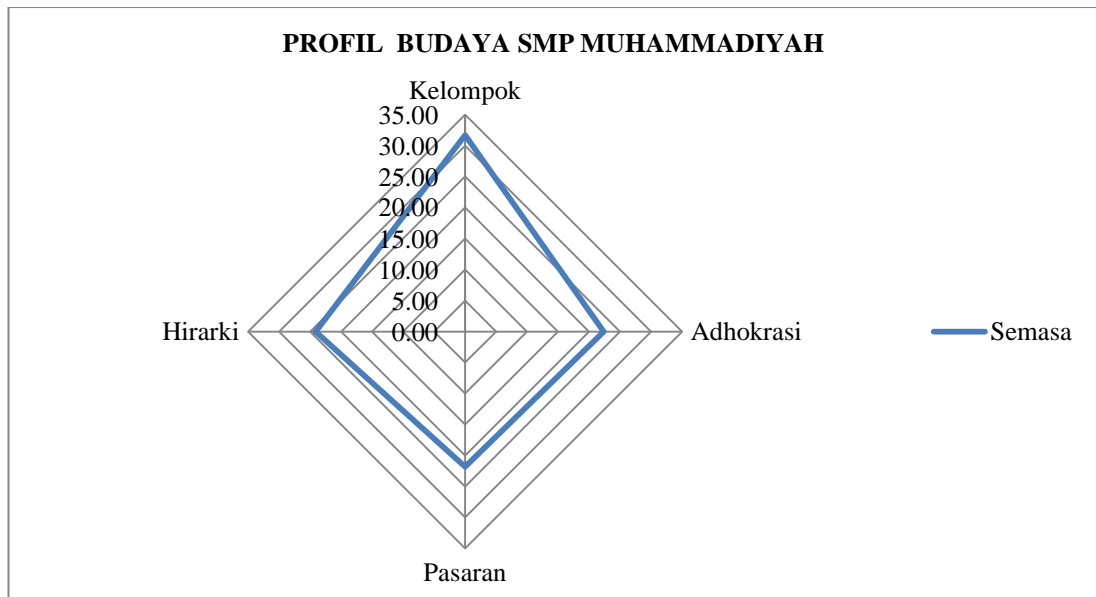 PROFIL BUDAYA SMP MUHAMMADIYAH
Kelompok
35.00
30.00
25.00
20.00
15.00
10.00
5.00
0.00
Hirarki
Adhokrasi
Semasa
Pasaran